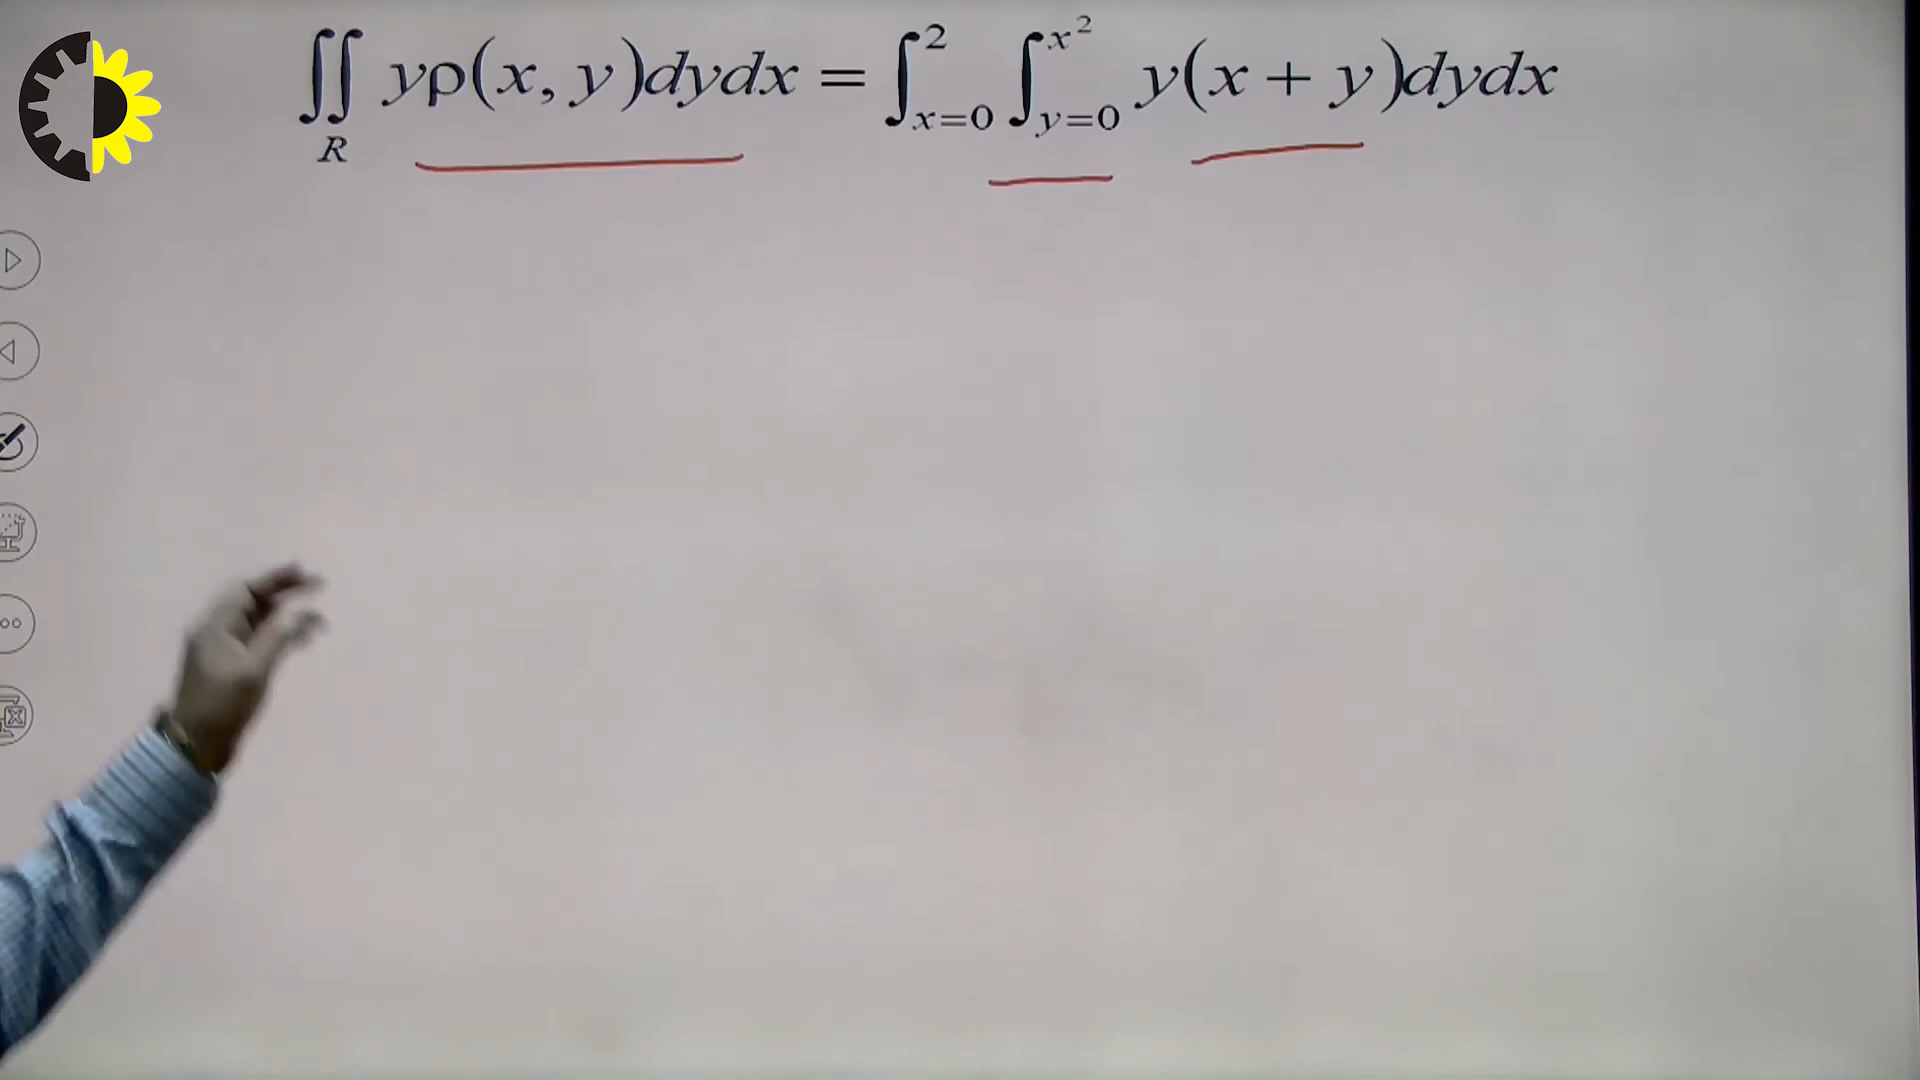 ∬_R yρ(x, y)dydx = ∫_{x=0}^{2} ∫_{y=0}^{x^2} y(x + y)dydx